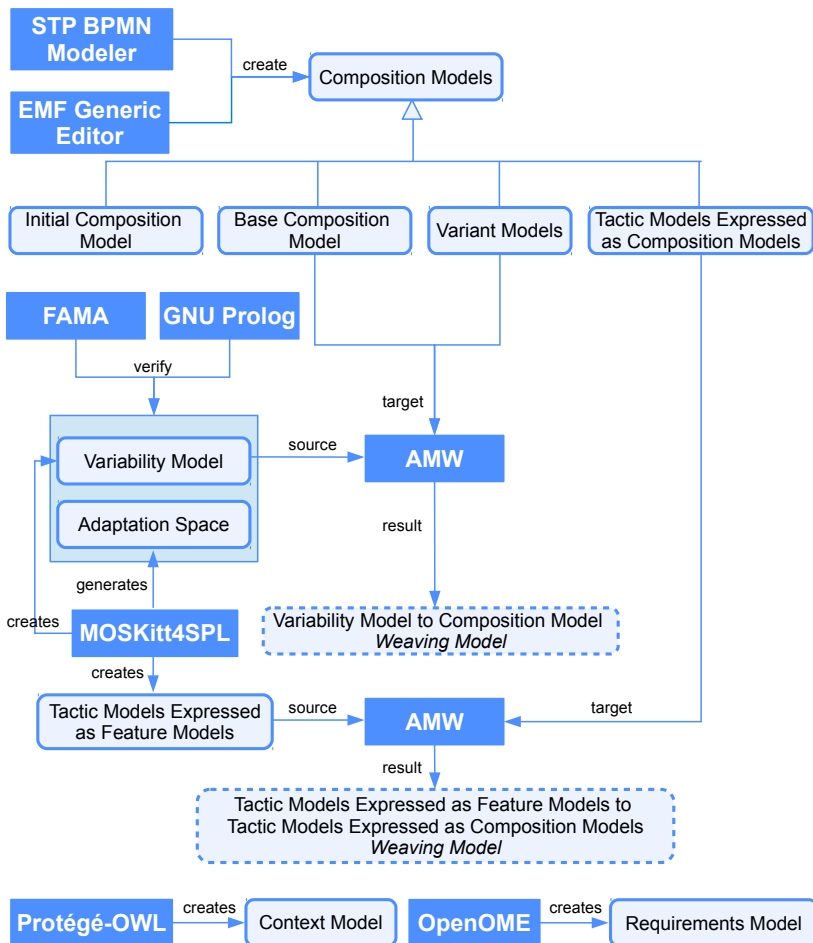 STP BPMN
Modeler
create
Composition Models
EMF Generic
Editor
Initial Composition
Model
Base Composition
Model
Variant Models
Tactic Models Expressed
as Composition Models
FAMA
GNU Prolog
verify
target
Variability Model
source
AMW
Adaptation Space
result
generates
creates
MOSKitt4SPL
Variability Model to Composition Model
Weaving Model
creates
Tactic Models Expressed
as Feature Models
source
AMW
target
result
Tactic Models Expressed as Feature Models to
Tactic Models Expressed as Composition Models
Weaving Model
Protégé-OWL
creates
Context Model
OpenOME
creates
Requirements Model